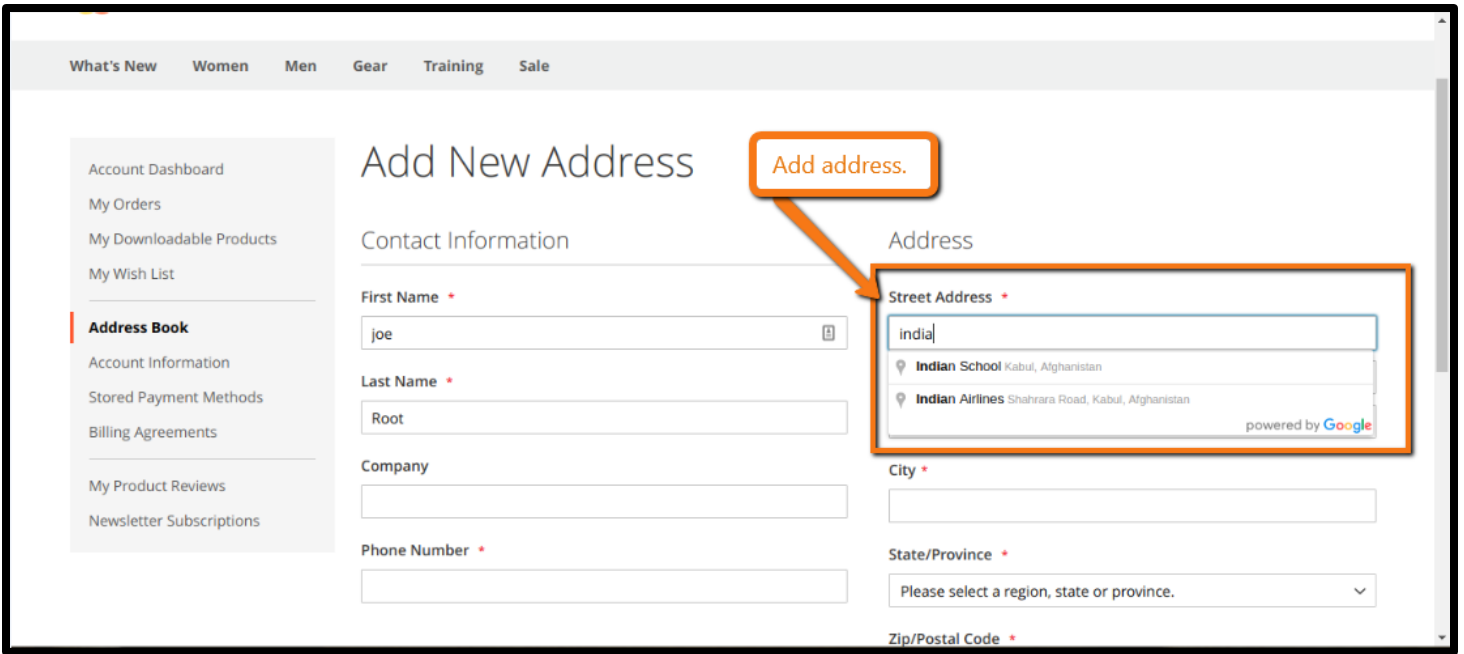 What's New Women Men Gear Training Sale
Account Dashboard
My Orders
My Downloadable Products
My Wish List
Address Book
Account Information
Stored Payment Methods
Billing Agreements
My Product Reviews
Newsletter Subscriptions
Add New Address
Add address.
Contact Information
First Name *
joe
Last Name *
Root
Company
Phone Number *
Address
Street Address *
india
Indian School Kabul, Afghanistan
Indian Airlines Shahrara Road, Kabul, Afghanistan
powered by Google
City *
State/Province *
Please select a region, state or province.
Zip/Postal Code *